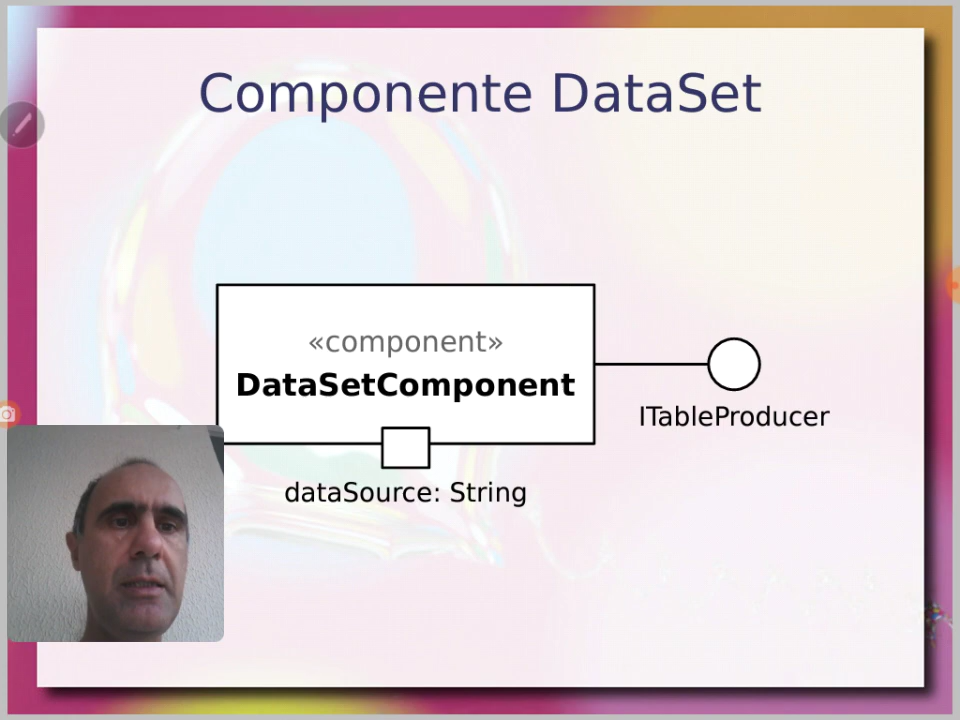 Componente DataSet
«component»
DataSetComponent
ITableProducer
dataSource: String